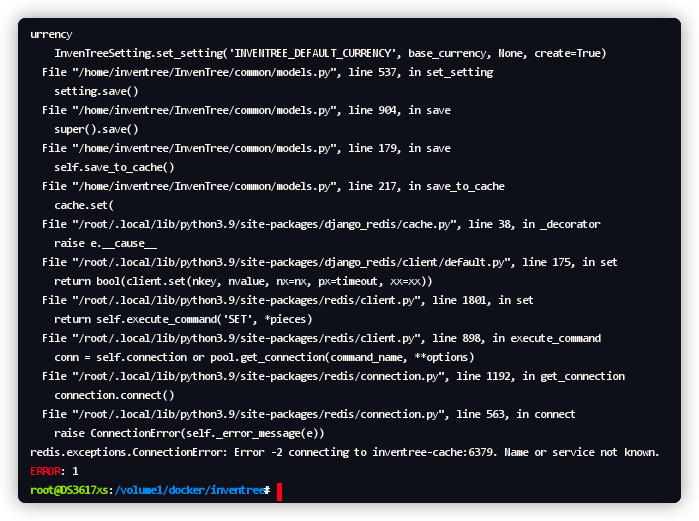 urrency
    InvenTreeSetting.set_setting('INVENTREE_DEFAULT_CURRENCY', base_currency, None, create=True)
  File "/home/inventree/InvenTree/common/models.py", line 537, in set_setting
    setting.save()
  File "/home/inventree/InvenTree/common/models.py", line 904, in save
    super().save()
  File "/home/inventree/InvenTree/common/models.py", line 179, in save
    self.save_to_cache()
  File "/home/inventree/InvenTree/common/models.py", line 217, in save_to_cache
    cache.set(
  File "/root/.local/lib/python3.9/site-packages/django_redis/cache.py", line 38, in _decorator
    raise e.__cause__
  File "/root/.local/lib/python3.9/site-packages/django_redis/client/default.py", line 175, in set
    return bool(client.set(nkey, nvalue, nx=nx, px=timeout, xx=xx))
  File "/root/.local/lib/python3.9/site-packages/redis/client.py", line 1801, in set
    return self.execute_command('SET', *pieces)
  File "/root/.local/lib/python3.9/site-packages/redis/client.py", line 898, in execute_command
    conn = self.connection or pool.get_connection(command_name, **options)
  File "/root/.local/lib/python3.9/site-packages/redis/connection.py", line 1192, in get_connection
    connection.connect()
  File "/root/.local/lib/python3.9/site-packages/redis/connection.py", line 563, in connect
    raise ConnectionError(self._error_message(e))
redis.exceptions.ConnectionError: Error -2 connecting to inventree-cache:6379. Name or service not known.
ERROR: 1
root@DS3617xs:/volume1/docker/inventree#